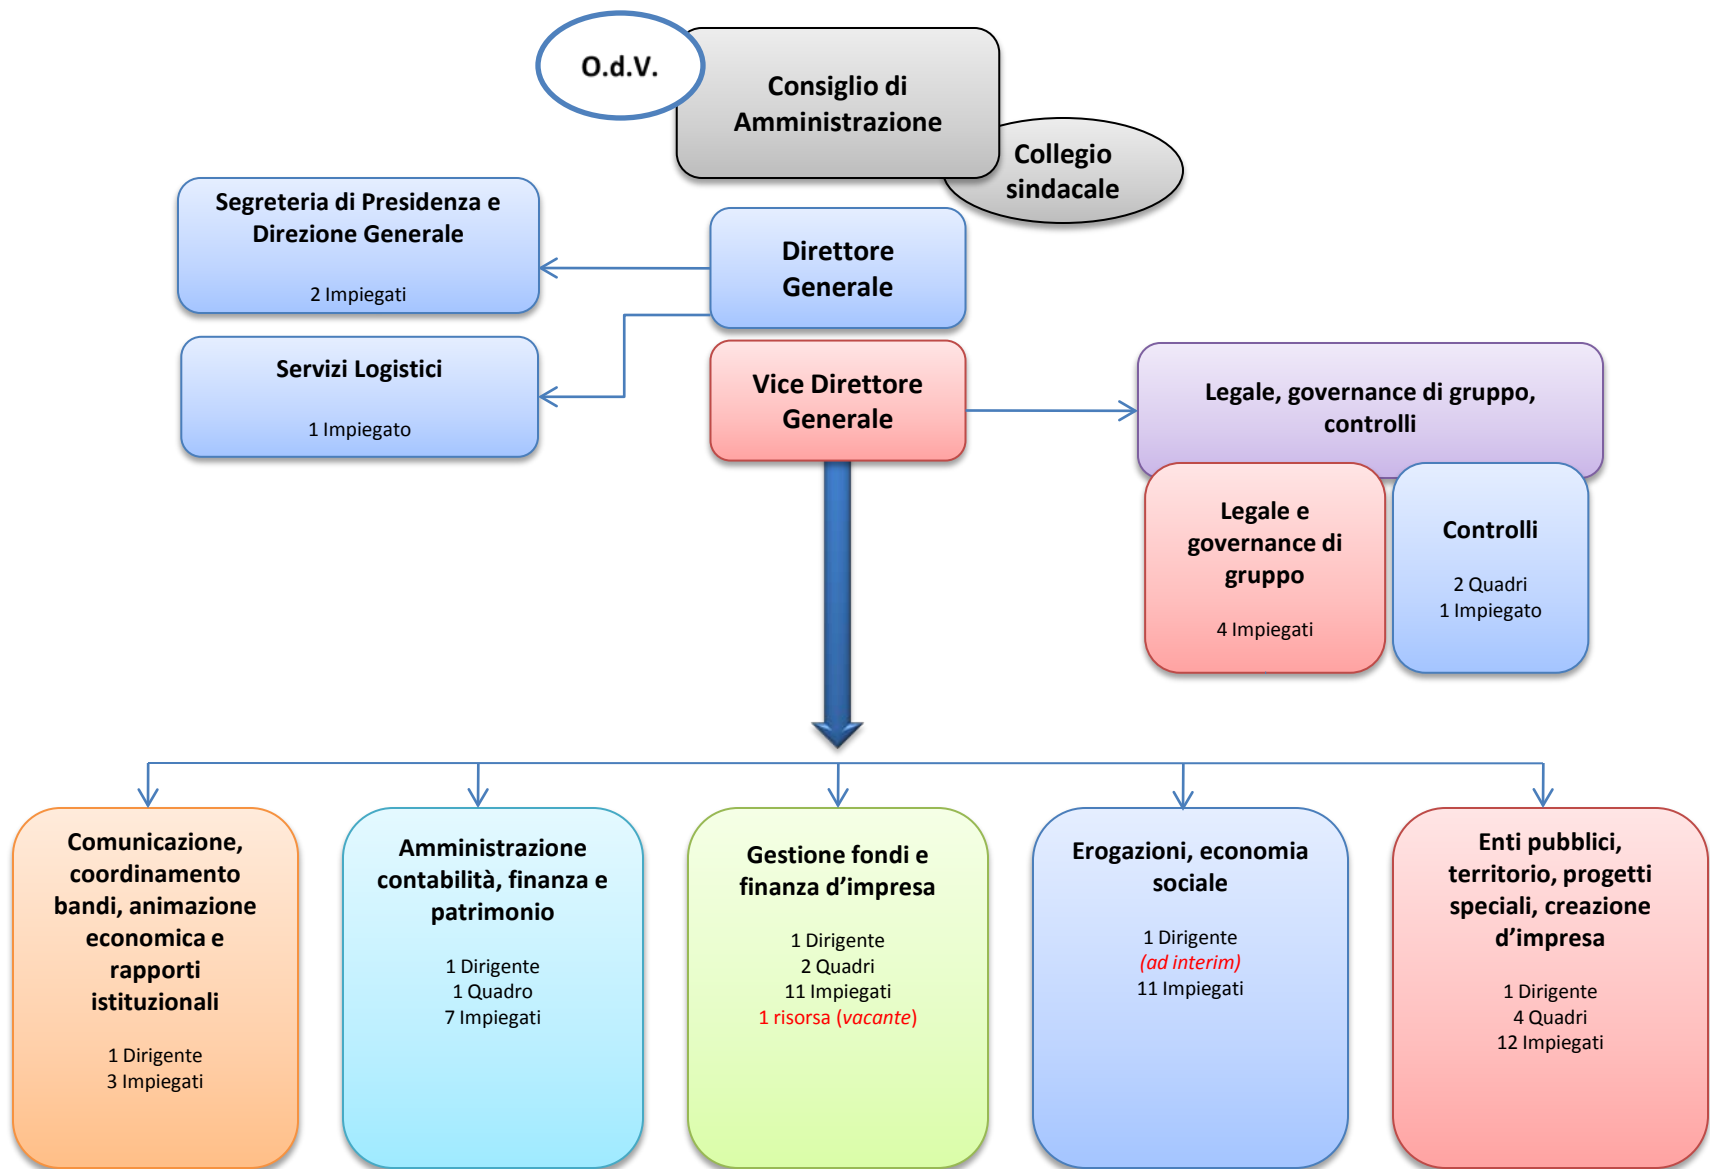 O.d.V.
Consiglio di
Amministrazione
Collegio
sindacale
Segreteria di Presidenza e
Direzione Generale
2 Impiegati
Direttore
Generale
Servizi Logistici
1 Impiegato
Vice Direttore
Generale
Legale, governance di gruppo,
controlli
Legale e
governance di
gruppo
4 Impiegati
Controlli
2 Quadri
1 Impiegato
Comunicazione,
coordinamento
bandi, animazione
economica e
rapporti
istituzionali
1 Dirigente
3 Impiegati
Amministrazione
contabilità, finanza e
patrimonio
1 Dirigente
1 Quadro
7 Impiegati
Gestione fondi e
finanza d’impresa
1 Dirigente
2 Quadri
11 Impiegati
1 risorsa (vacante)
Erogazioni, economia
sociale
1 Dirigente
(ad interim)
11 Impiegati
Enti pubblici,
territorio, progetti
speciali, creazione
d’impresa
1 Dirigente
4 Quadri
12 Impiegati